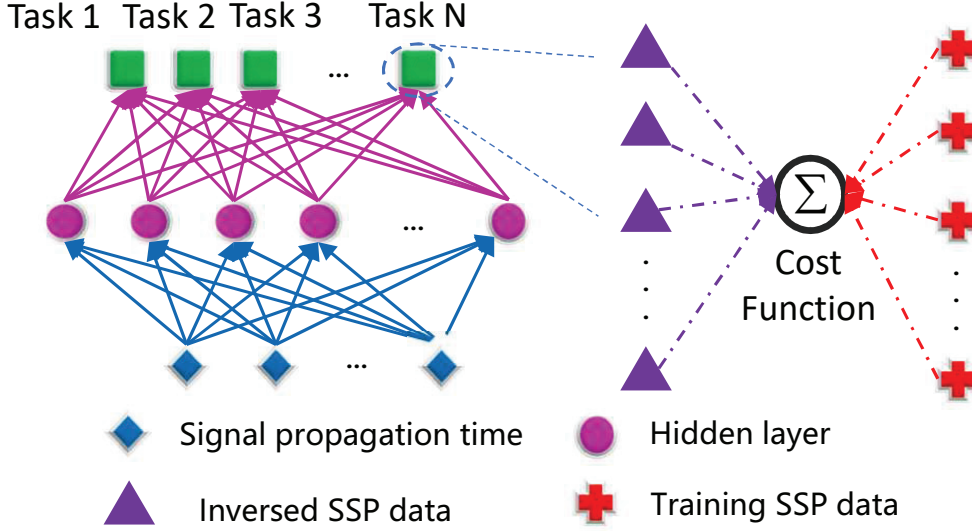 Task 1 Task 2 Task 3 Task N
...
...
...
Σ
Cost
Function
Signal propagation time
Hidden layer
Inversed SSP data
Training SSP data